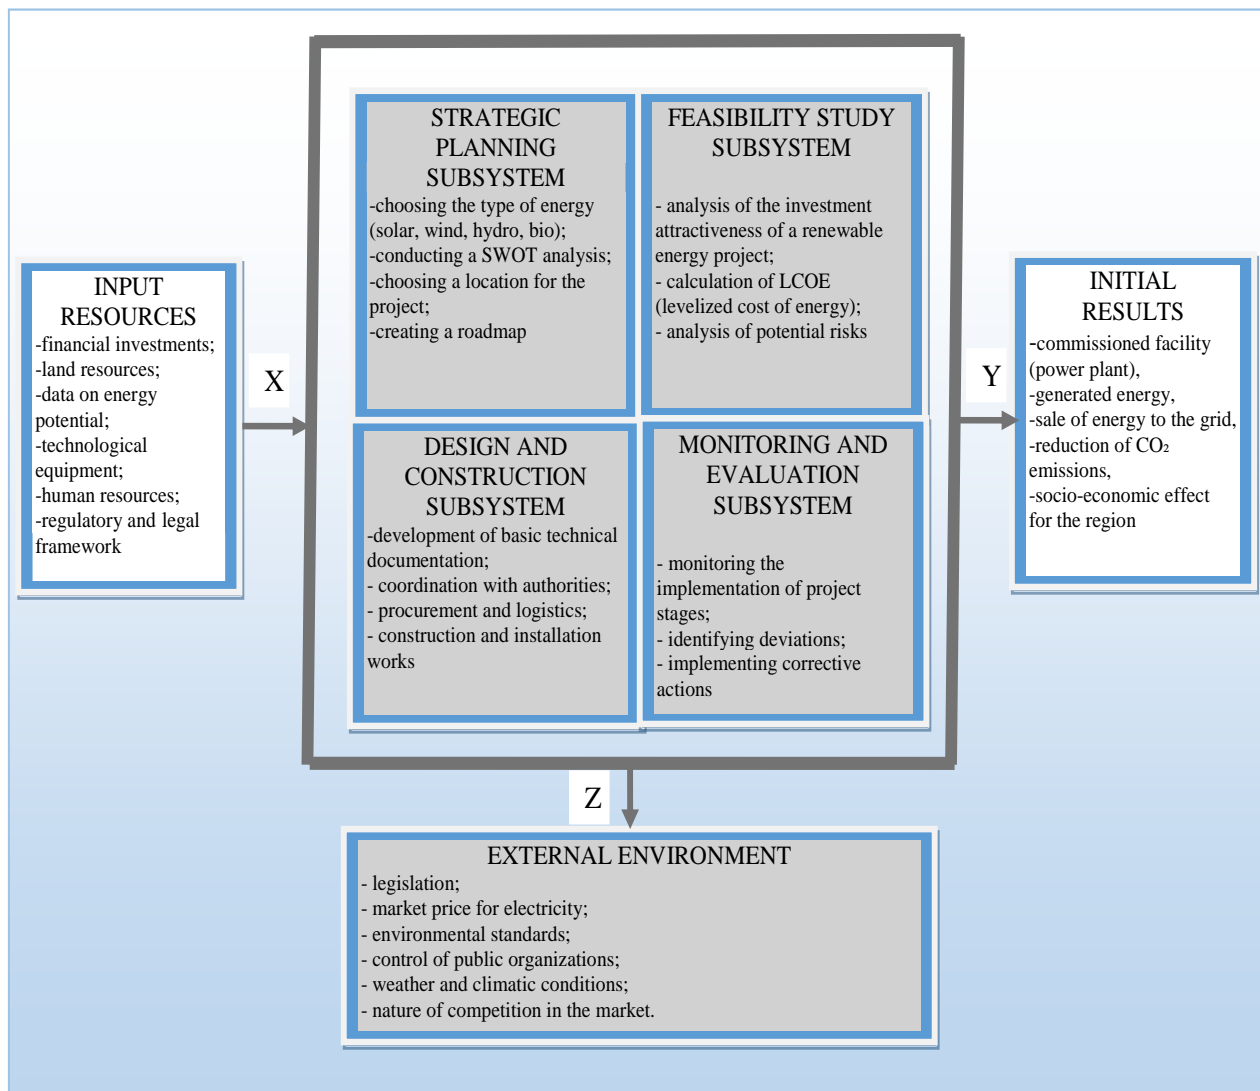 STRATEGIC
PLANNING
SUBSYSTEM
-choosing the type of energy
(solar, wind, hydro, bio);
-conducting a SWOT analysis;
-choosing a location for the
project;
-creating a roadmap
FEASIBILITY STUDY
SUBSYSTEM
- analysis of the investment
attractiveness of a renewable
energy project;
- calculation of LCOE
(levelized cost of energy);
- analysis of potential risks
INPUT
RESOURCES
-financial investments;
-land resources;
-data on energy
potential;
-technological
equipment;
-human resources;
-regulatory and legal
framework
X
Y
INITIAL
RESULTS
-commissioned facility
(power plant),
-generated energy,
-sale of energy to the grid,
-reduction of CO₂
emissions,
-socio-economic effect
for the region
DESIGN AND
CONSTRUCTION
SUBSYSTEM
-development of basic technical
documentation;
- coordination with authorities;
- procurement and logistics;
- construction and installation
works
MONITORING AND
EVALUATION
SUBSYSTEM
- monitoring the
implementation of project
stages;
- identifying deviations;
- implementing corrective
actions
Z
EXTERNAL ENVIRONMENT
- legislation;
- market price for electricity;
- environmental standards;
- control of public organizations;
- weather and climatic conditions;
- nature of competition in the market.